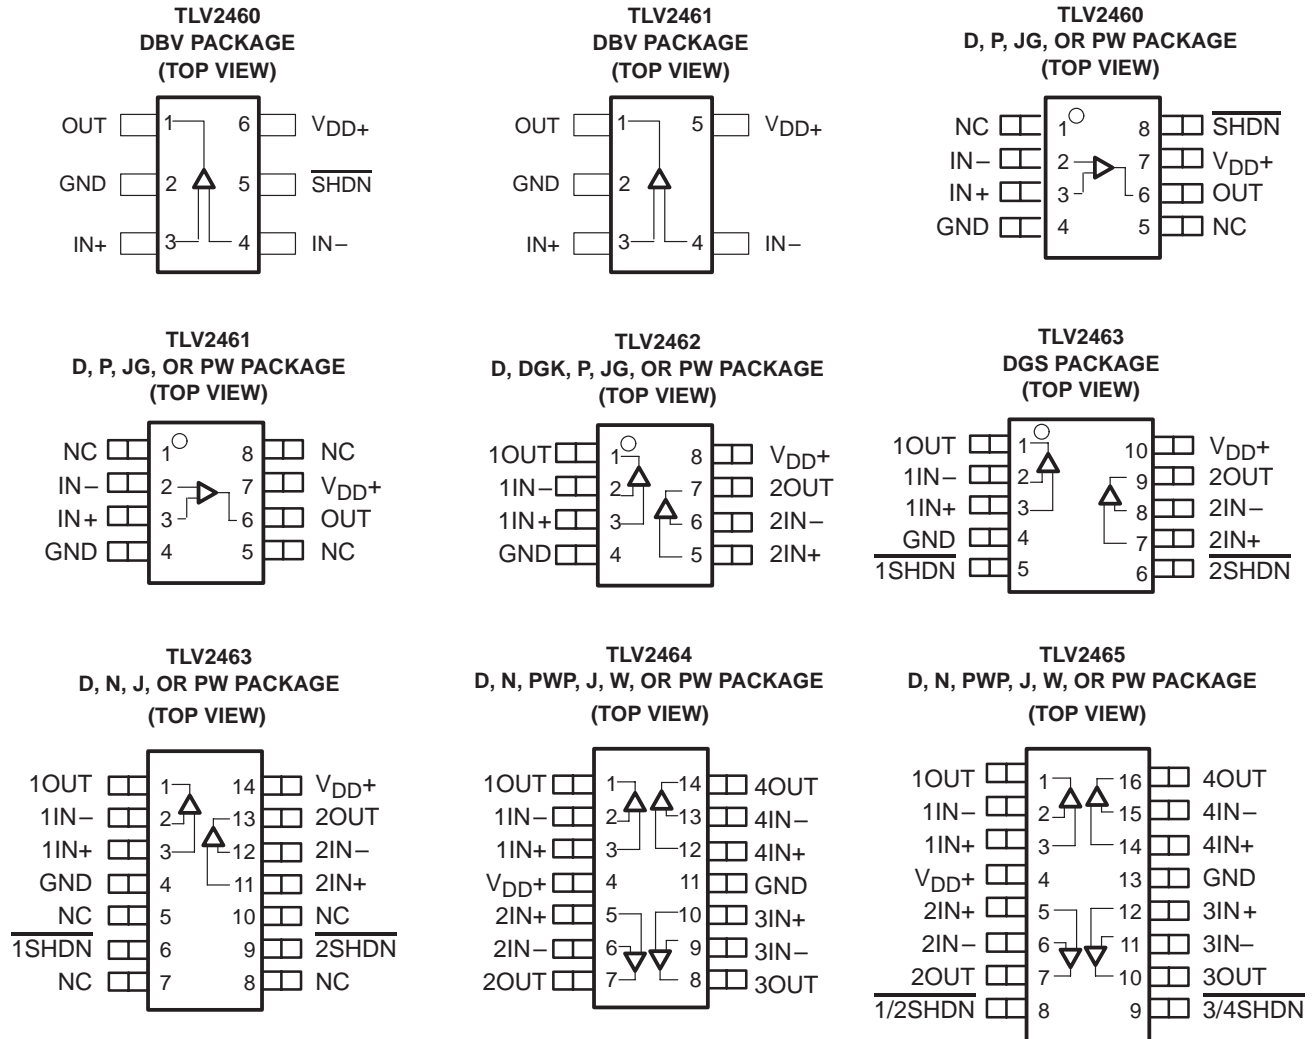 TLV2460
DBV PACKAGE
(TOP VIEW)
OUT 1 6 VDD+
GND 2 5 SHDN
IN+ 3 4 IN−
TLV2461
DBV PACKAGE
(TOP VIEW)
OUT 1 5 VDD+
GND 2
IN+ 3 4 IN−
TLV2460
D, P, JG, OR PW PACKAGE
(TOP VIEW)
NC 1 8 SHDN
IN− 2 7 VDD+
IN+ 3 6 OUT
GND 4 5 NC
TLV2461
D, P, JG, OR PW PACKAGE
(TOP VIEW)
NC 1 8 NC
IN− 2 7 VDD+
IN+ 3 6 OUT
GND 4 5 NC
TLV2462
D, DGK, P, JG, OR PW PACKAGE
(TOP VIEW)
1OUT 1 8 VDD+
1IN− 2 7 2OUT
1IN+ 3 6 2IN−
GND 4 5 2IN+
TLV2463
DGS PACKAGE
(TOP VIEW)
1OUT 1 10 VDD+
1IN− 2 9 2OUT
1IN+ 3 8 2IN−
GND 4 7 2IN+
1SHDN 5 6 2SHDN
TLV2463
D, N, J, OR PW PACKAGE
(TOP VIEW)
1OUT 1 14 VDD+
1IN− 2 13 2OUT
1IN+ 3 12 2IN−
GND 4 11 2IN+
NC 5 10 NC
1SHDN 6 9 2SHDN
NC 7 8 NC
TLV2464
D, N, PWP, J, W, OR PW PACKAGE
(TOP VIEW)
1OUT 1 14 4OUT
1IN− 2 13 4IN−
1IN+ 3 12 4IN+
VDD+ 4 11 GND
2IN+ 5 10 3IN+
2IN− 6 9 3IN−
2OUT 7 8 3OUT
TLV2465
D, N, PWP, J, W, OR PW PACKAGE
(TOP VIEW)
1OUT 1 16 4OUT
1IN− 2 15 4IN−
1IN+ 3 14 4IN+
VDD+ 4 13 GND
2IN+ 5 12 3IN+
2IN− 6 11 3IN−
2OUT 7 10 3OUT
1/2SHDN 8 9 3/4SHDN